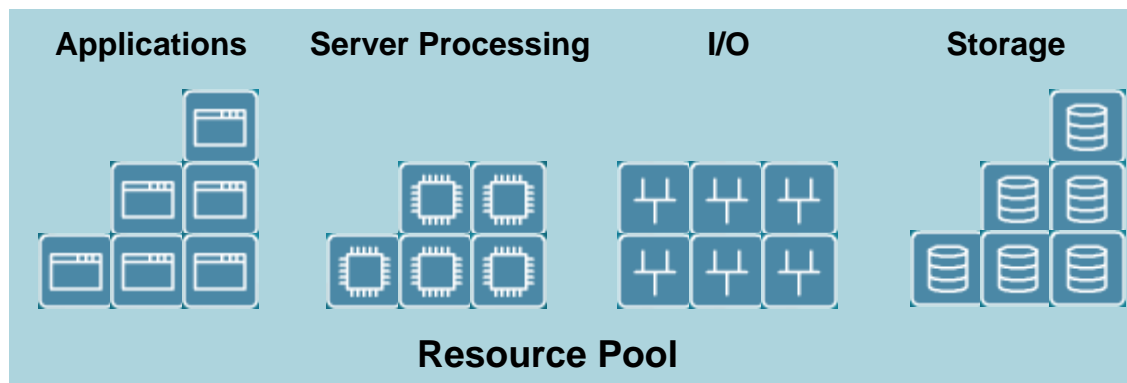 Applications Server Processing I/O Storage
Resource Pool